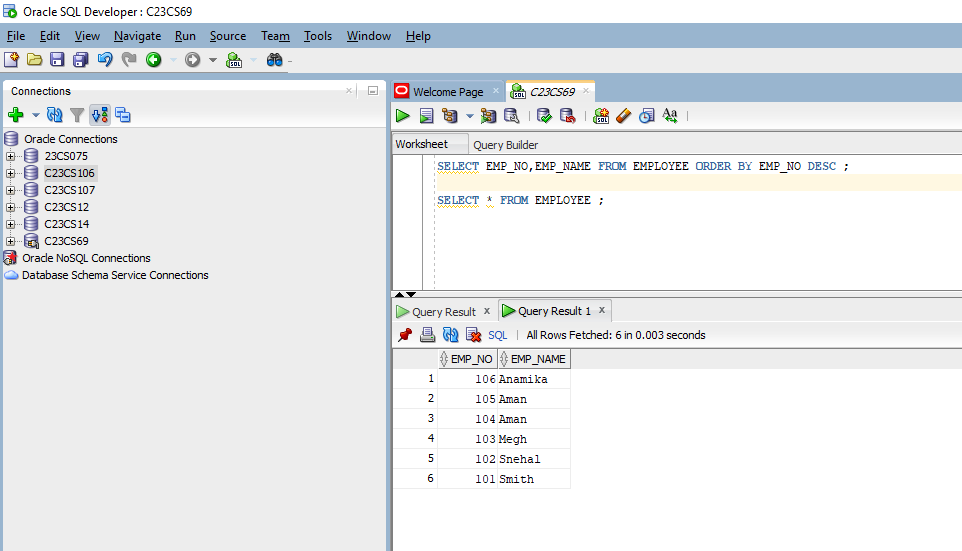 Oracle SQL Developer : C23CS69
File Edit View Navigate Run Source Team Tools Window Help
Connections
Oracle Connections
23CS075
C23CS106
C23CS107
C23CS12
C23CS14
C23CS69
Oracle NoSQL Connections
Database Schema Service Connections
Welcome Page C23CS69
Worksheet Query Builder
SELECT EMP_NO,EMP_NAME FROM EMPLOYEE ORDER BY EMP_NO DESC ;
SELECT * FROM EMPLOYEE ;
Query Result x Query Result 1 x
SQL | All Rows Fetched: 6 in 0.003 seconds
EMP_NO EMP_NAME
1 106 Anamika
2 105 Aman
3 104 Aman
4 103 Megh
5 102 Snehal
6 101 Smith